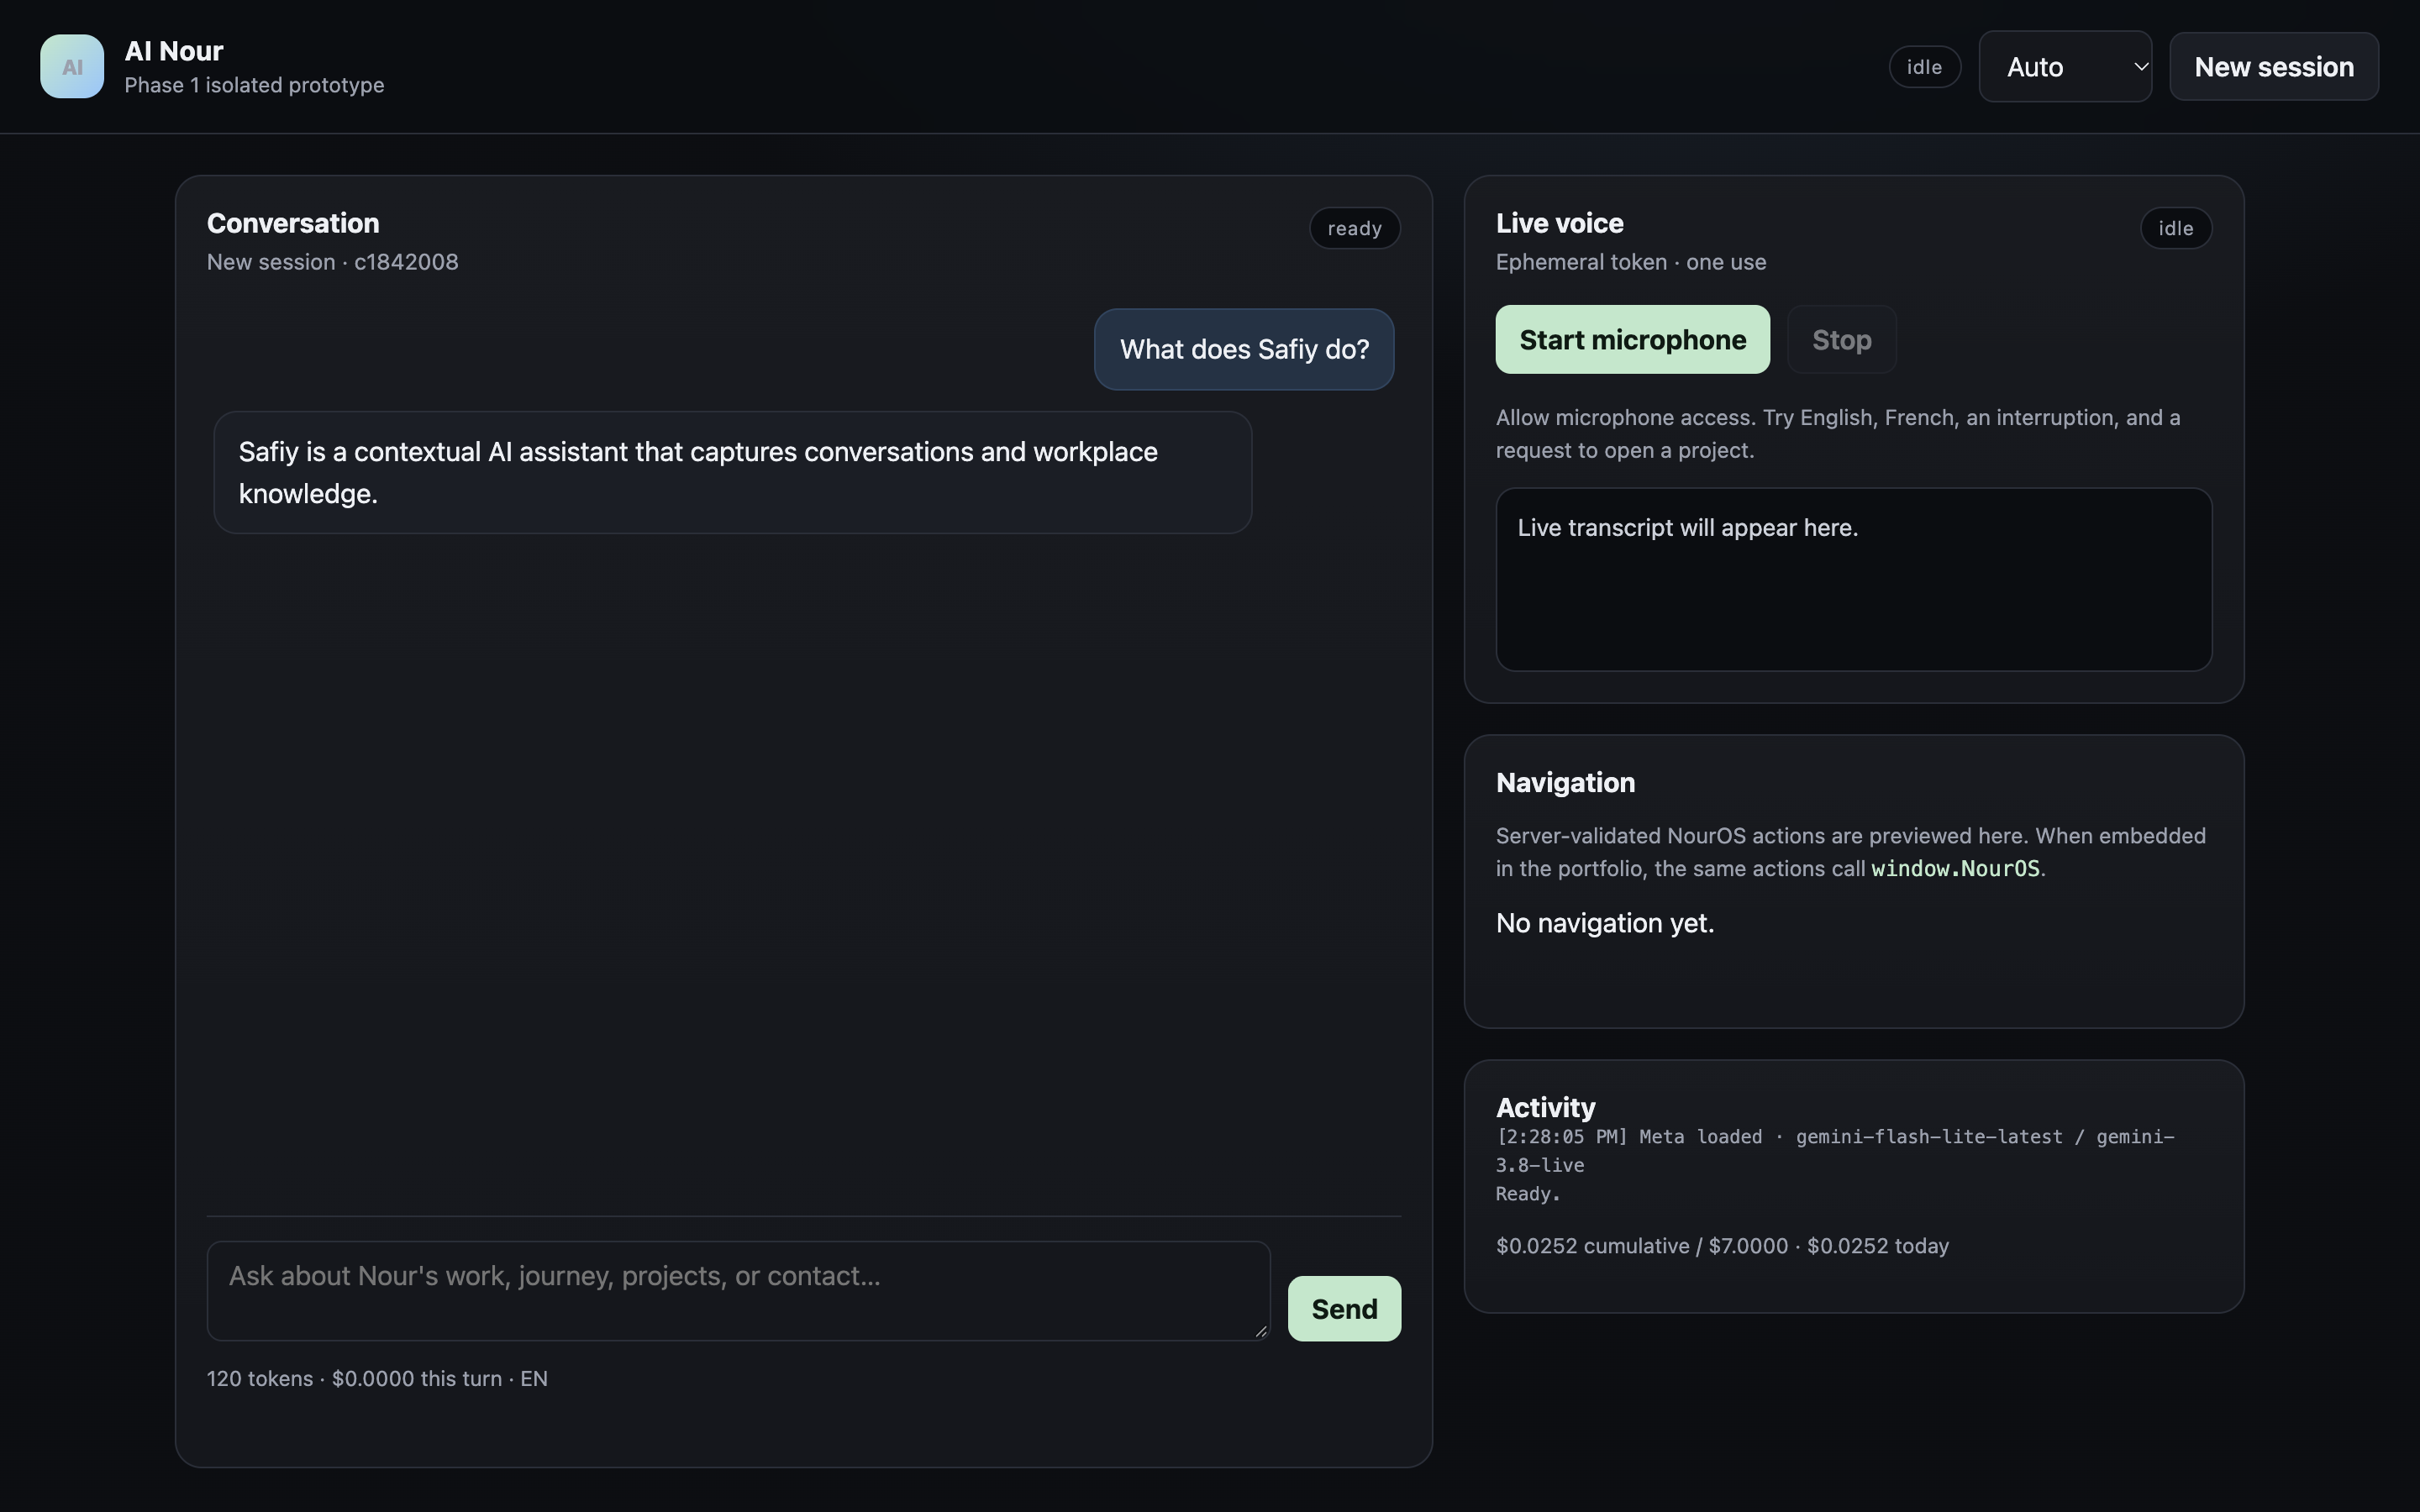 AI
AI Nour
Phase 1 isolated prototype
idle
Auto
New session
Conversation
ready
New session · c1842008
What does Safiy do?
Safiy is a contextual AI assistant that captures conversations and workplace
knowledge.
Ask about Nour's work, journey, projects, or contact...
Send
120 tokens · $0.0000 this turn · EN
Live voice
idle
Ephemeral token · one use
Start microphone
Stop
Allow microphone access. Try English, French, an interruption, and a
request to open a project.
Live transcript will appear here.
Navigation
Server-validated NourOS actions are previewed here. When embedded
in the portfolio, the same actions call window.NourOS.
No navigation yet.
Activity
[2:28:05 PM] Meta loaded · gemini-flash-lite-latest / gemini-
3.8-live
Ready.
$0.0252 cumulative / $7.0000 · $0.0252 today